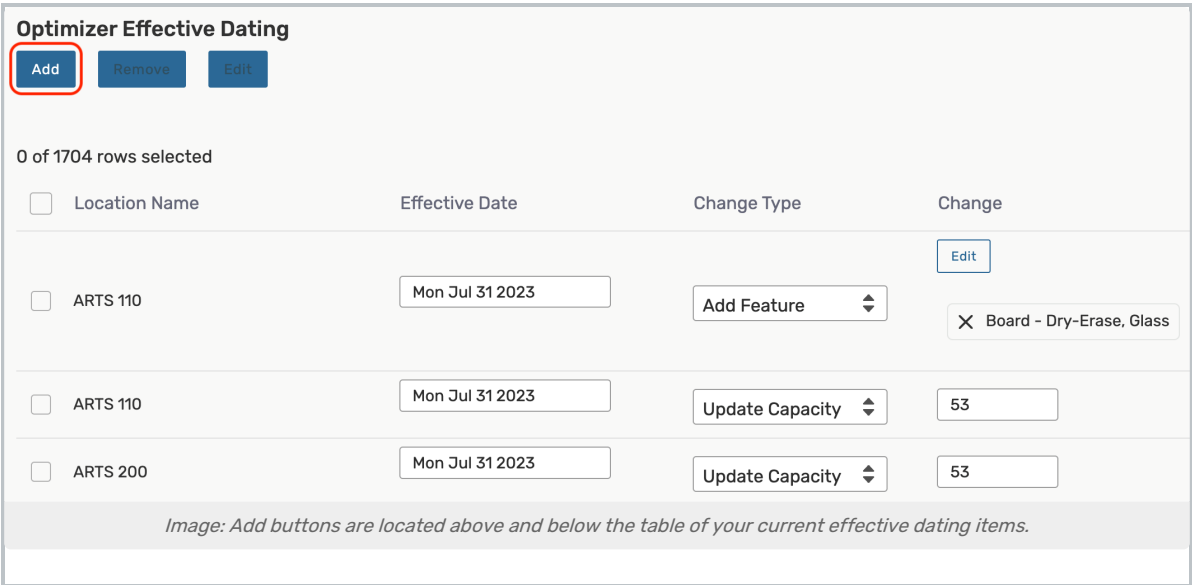 Optimizer Effective Dating
Add Remove Edit
0 of 1704 rows selected
Location Name Effective Date Change Type Change
Edit
ARTS 110 Mon Jul 31 2023 Add Feature Board - Dry-Erase, Glass
ARTS 110 Mon Jul 31 2023 Update Capacity 53
ARTS 200 Mon Jul 31 2023 Update Capacity 53
Image: Add buttons are located above and below the table of your current effective dating items.